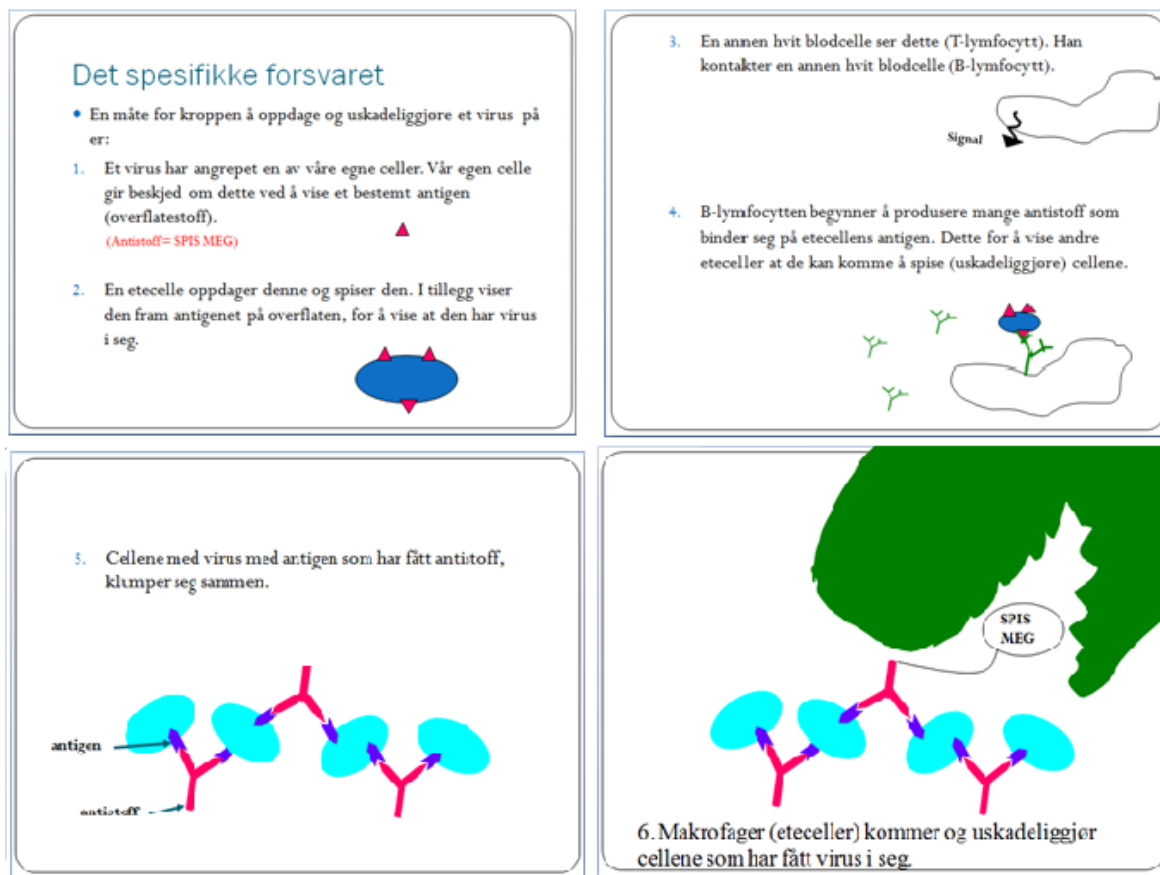 Det spesifikke forsvaret
• En måte for kroppen å oppdage og uskadeliggjøre et virus på
er:
1. Et virus har angrepet en av våre egne celler. Vår egen celle
gir beskjed om dette ved å vise et bestemt antigen
(overflatestoff).
(Antistoff= SPIS MEG)
2. En etecelle oppdager denne og spiser den. I tillegg viser
den fram antigenet på overflaten, for å vise at den har virus
i seg.
3. En annen hvit blodcelle ser dette (T-lymfocytt). Han
kontakter en annen hvit blodcelle (B-lymfocytt).
Signal
4. B-lymfocytten begynner å produsere mange antistoff som
binder seg på etecellens antigen. Dette for å vise andre
eteceller at de kan komme å spise (uskadeliggjøre) cellene.
5. Cellene med virus med antigen som har fått antistoff,
klumper seg sammen.
antigen
antistoff
SPIS
MEG
6. Makrofager (eteceller) kommer og uskadeliggjør
cellene som har fått virus i seg.